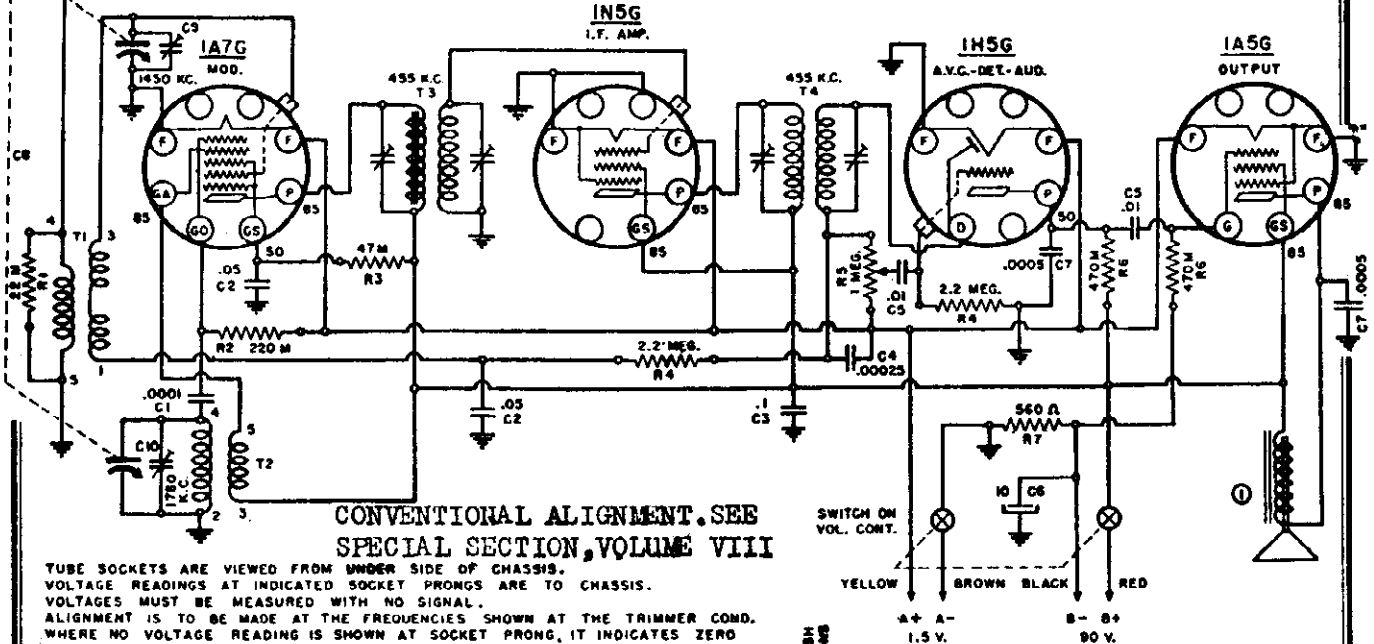 1N5G
I.F. AMP.
1A7G
MOD.
1H5G
A.V.C.-DET.-AUD.
1A5G
OUTPUT
C9
1450 KC.
455 K.C.
T3
455 K.C.
T4
C8
F
F
GA
P
GO
GS
85
85
50
F
F
P
GS
85
85
F
F
P
D
50
F
F
P
G
GS
85
85
4
T1
3
R1
5
1
.05
C2
47 M
R3
R5
1 MEG.
.01
C5
.0005
C7
2.2 MEG.
R4
470 M
R6
C5
.01
470 M
R6
.0005
C7
R2
220 M
2.2 MEG.
R4
C4
.00025
.0001
C1
4
.05
C2
.1
C3
560 Ω
R7
C10
1780
K.C.
5
T2
2
3
10
C6
1
CONVENTIONAL ALIGNMENT. SEE
SPECIAL SECTION, VOLUME VIII
SWITCH ON
VOL. CONT.
TUBE SOCKETS ARE VIEWED FROM UNDER SIDE OF CHASSIS.
VOLTAGE READINGS AT INDICATED SOCKET PRONGS ARE TO CHASSIS.
VOLTAGES MUST BE MEASURED WITH NO SIGNAL.
ALIGNMENT IS TO BE MADE AT THE FREQUENCIES SHOWN AT THE TRIMMER COND.
WHERE NO VOLTAGE READING IS SHOWN AT SOCKET PRONG, IT INDICATES ZERO
YELLOW
BROWN
BLACK
RED
A+ A-
B- B+
1.5 V.
90 V.